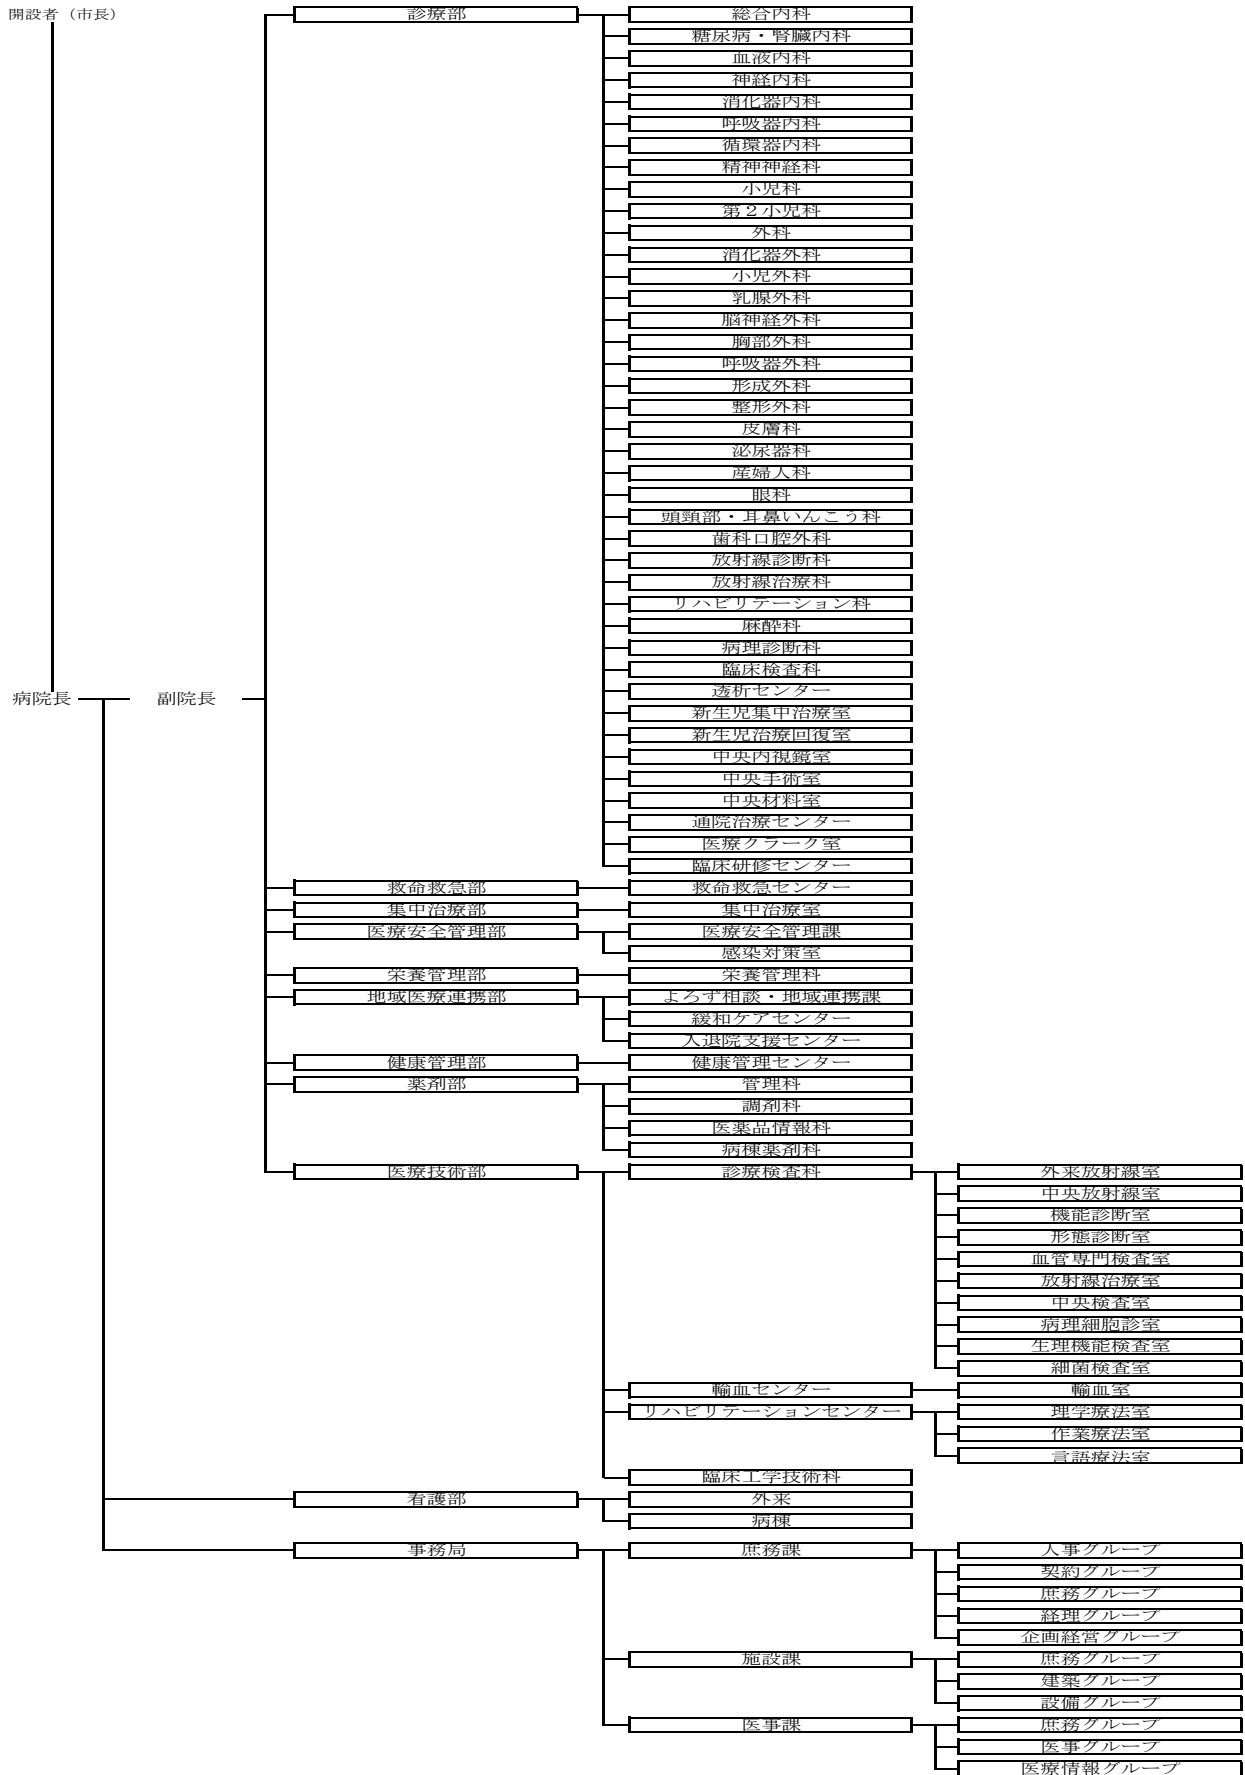 開設者（市長）
診療部
総合内科
糖尿病・腎臓内科
血液内科
神経内科
消化器内科
呼吸器内科
循環器内科
精神神経科
小児科
第２小児科
外科
消化器外科
小児外科
乳腺外科
脳神経外科
胸部外科
呼吸器外科
形成外科
整形外科
皮膚科
泌尿器科
産婦人科
眼科
頭頸部・耳鼻いんこう科
歯科口腔外科
放射線診断科
放射線治療科
リハビリテーション科
麻酔科
病理診断科
臨床検査科
透析センター
病院長
副院長
新生児集中治療室
新生児治療回復室
中央内視鏡室
中央手術室
中央材料室
通院治療センター
医療クラーク室
臨床研修センター
救命救急部
救命救急センター
集中治療部
集中治療室
医療安全管理部
医療安全管理課
感染対策室
栄養管理部
栄養管理科
地域医療連携部
よろず相談・地域連携課
緩和ケアセンター
入退院支援センター
健康管理部
健康管理センター
薬剤部
管理科
調剤科
医薬品情報科
病棟薬剤科
医療技術部
診療検査科
外来放射線室
中央放射線室
機能診断室
形態診断室
血管専門検査室
放射線治療室
中央検査室
病理細胞診室
生理機能検査室
細菌検査室
輸血センター
輸血室
リハビリテーションセンター
理学療法室
作業療法室
言語療法室
臨床工学技術科
看護部
外来
病棟
事務局
庶務課
人事グループ
契約グループ
庶務グループ
経理グループ
企画経営グループ
施設課
庶務グループ
建築グループ
設備グループ
医事課
庶務グループ
医事グループ
医療情報グループ